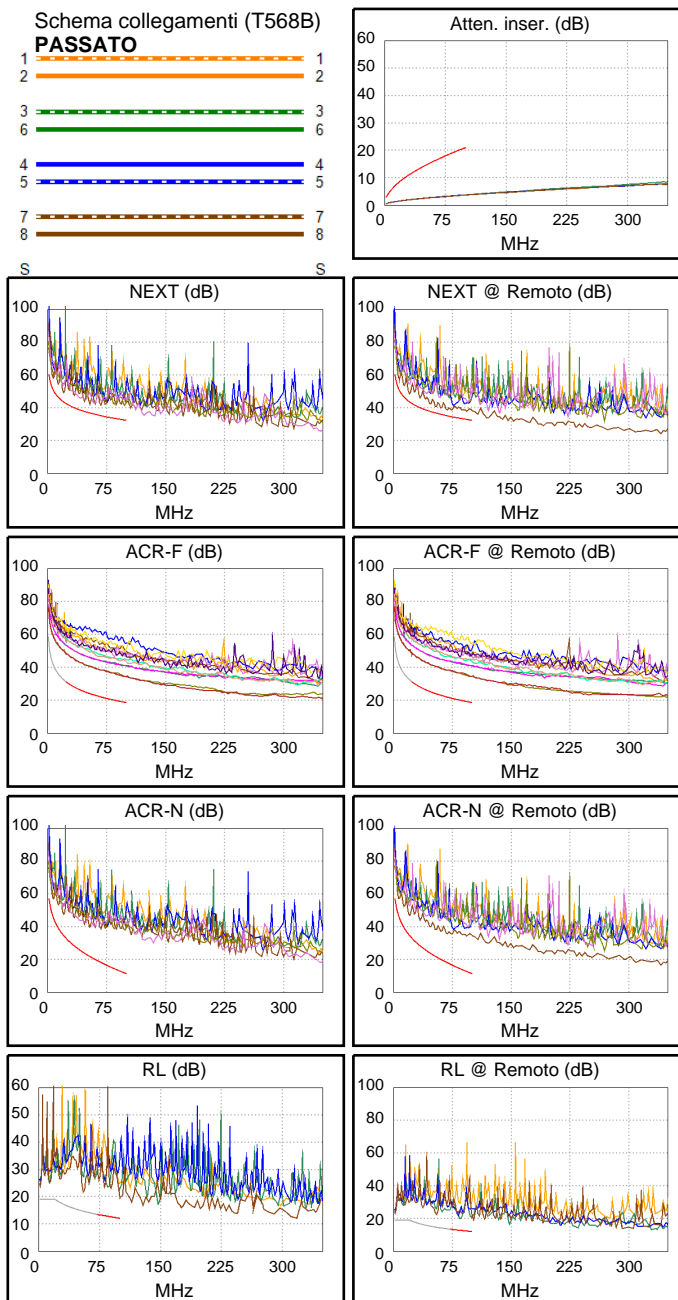 Schema collegamenti (T568B)
PASSATO
1 1
2 2
3 3
6 6
4 4
5 5
7 7
8 8
S S
Atten. inser. (dB)
60
50
40
30
20
10
0
0 75 150 225 300
MHz
NEXT (dB)
100
80
60
40
20
0
0 75 150 225 300
MHz
NEXT @ Remoto (dB)
100
80
60
40
20
0
0 75 150 225 300
MHz
ACR-F (dB)
100
80
60
40
20
0
0 75 150 225 300
MHz
ACR-F @ Remoto (dB)
100
80
60
40
20
0
0 75 150 225 300
MHz
ACR-N (dB)
100
80
60
40
20
0
0 75 150 225 300
MHz
ACR-N @ Remoto (dB)
100
80
60
40
20
0
0 75 150 225 300
MHz
RL (dB)
60
50
40
30
20
10
0
0 75 150 225 300
MHz
RL @ Remoto (dB)
100
80
60
40
20
0
0 75 150 225 300
MHz